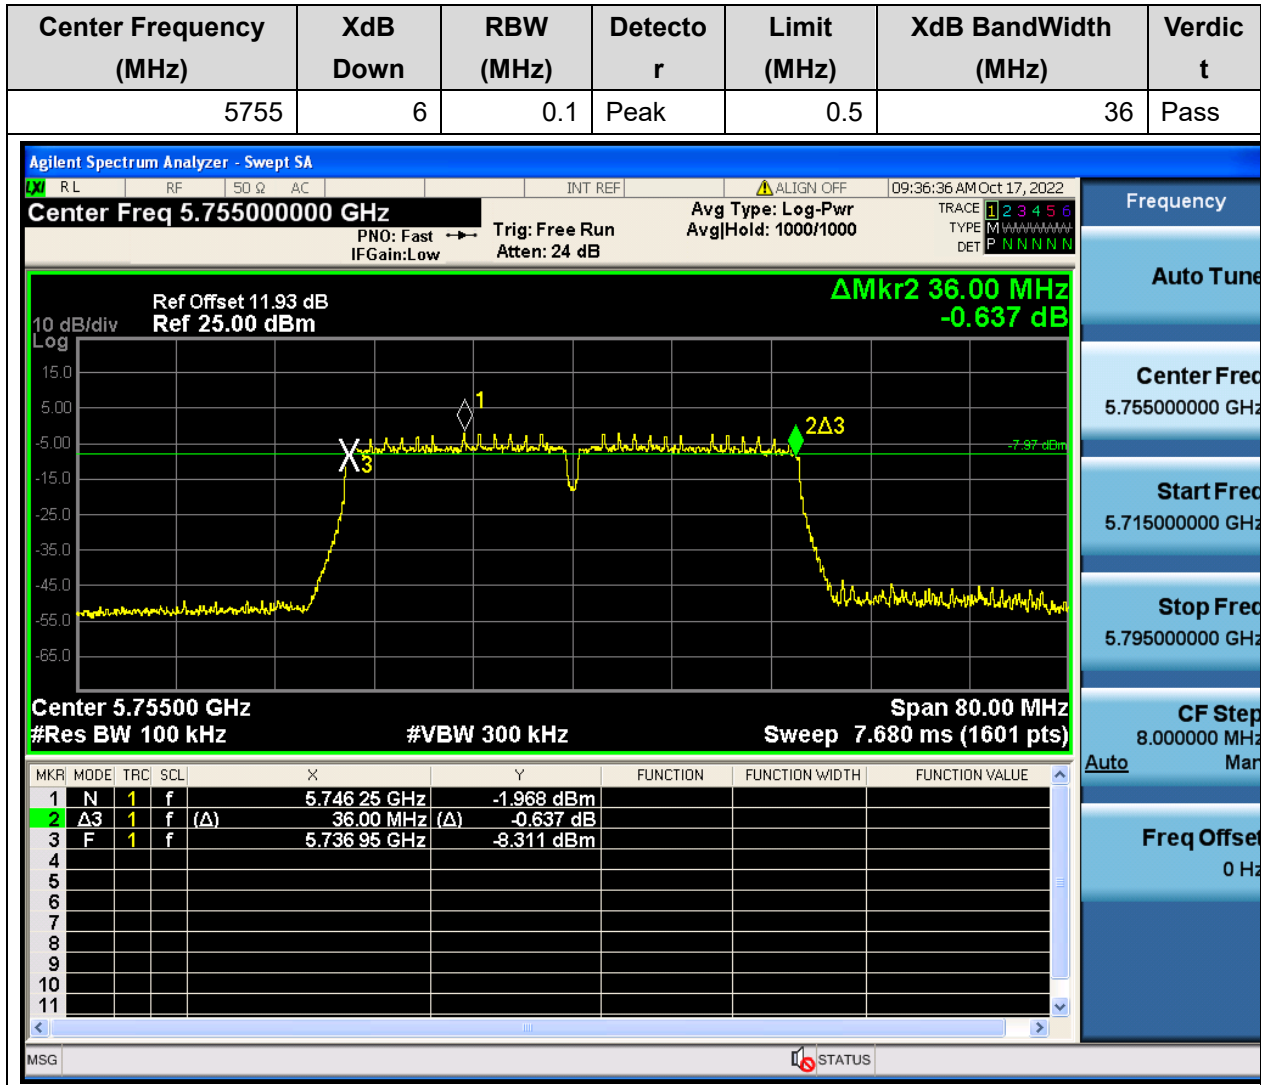 Center Frequency (MHz) XdB Down RBW (MHz) Detecto r Limit (MHz) XdB BandWidth (MHz) Verdic t
5755 6 0.1 Peak 0.5 36 Pass
Agilent Spectrum Analyzer - Swept SA
LXI RL RF 50 Ω AC INT REF ALIGN OFF 09:36:36 AM Oct 17, 2022
Center Freq 5.755000000 GHz
PNO: Fast
IFGain:Low
Trig: Free Run
Atten: 24 dB
Avg Type: Log-Pwr
Avg|Hold: 1000/1000
TRACE 1 2 3 4 5 6
TYPE M WWWWW
DET P N N N N N
ΔMkr2 36.00 MHz
-0.637 dB
Ref Offset 11.93 dB
10 dB/div Ref 25.00 dBm
Log
15.0
5.00
-5.00
-15.0
-25.0
-35.0
-45.0
-55.0
-65.0
1
2Δ3
3
-7.97 dBm
Center 5.75500 GHz Span 80.00 MHz
#Res BW 100 kHz #VBW 300 kHz Sweep 7.680 ms (1601 pts)
MKR MODE TRC SCL X Y FUNCTION FUNCTION WIDTH FUNCTION VALUE
1 N 1 f 5.746 25 GHz -1.968 dBm
2 Δ3 1 f (Δ) 36.00 MHz (Δ) -0.637 dB
3 F 1 f 5.736 95 GHz -8.311 dBm
4
5
6
7
8
9
10
11
MSG STATUS
Frequency
Auto Tune
Center Freq
5.755000000 GHz
Start Freq
5.715000000 GHz
Stop Freq
5.795000000 GHz
CF Step
8.000000 MHz
Auto Man
Freq Offset
0 Hz